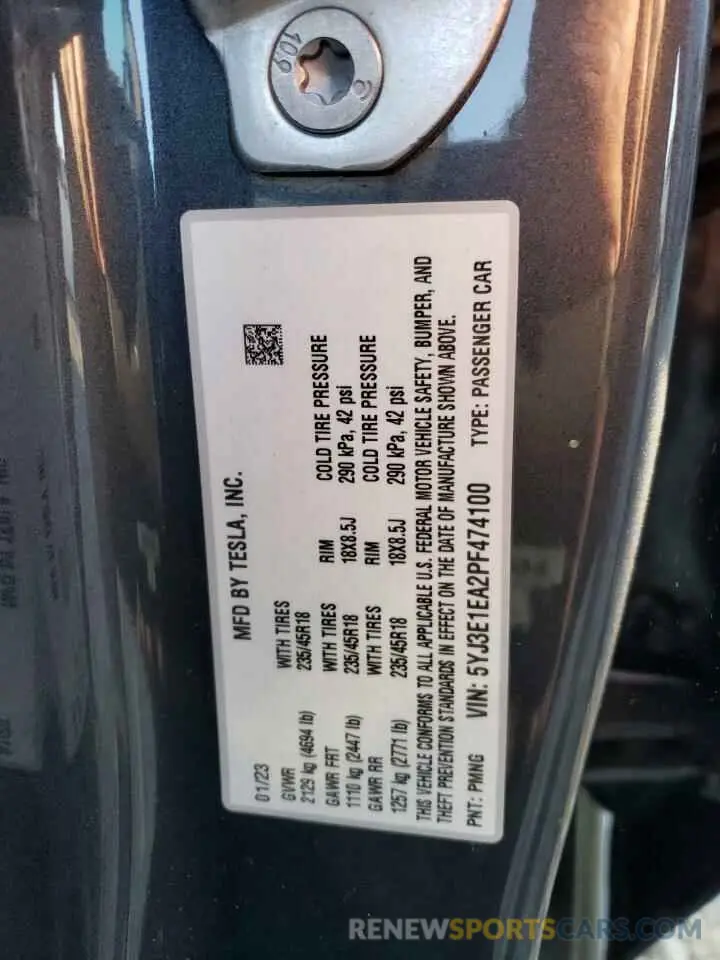 10.9
MFD BY TESLA, INC.
01/23
GVWR WITH TIRES
2129 kg (4694 lb) 235/45R18
GAWR FRT WITH TIRES RIM COLD TIRE PRESSURE
1110 kg (2447 lb) 235/45R18 18X8.5J 290 kPa, 42 psi
GAWR RR WITH TIRES RIM COLD TIRE PRESSURE
1257 kg (2771 lb) 235/45R18 18X8.5J 290 kPa, 42 psi
THIS VEHICLE CONFORMS TO ALL APPLICABLE U.S. FEDERAL MOTOR VEHICLE SAFETY, BUMPER, AND
THEFT PREVENTION STANDARDS IN EFFECT ON THE DATE OF MANUFACTURE SHOWN ABOVE.
PNT: PMNG VIN: 5YJ3E1EA2PF474100 TYPE: PASSENGER CAR
RENEWSPORTSCARS.COM